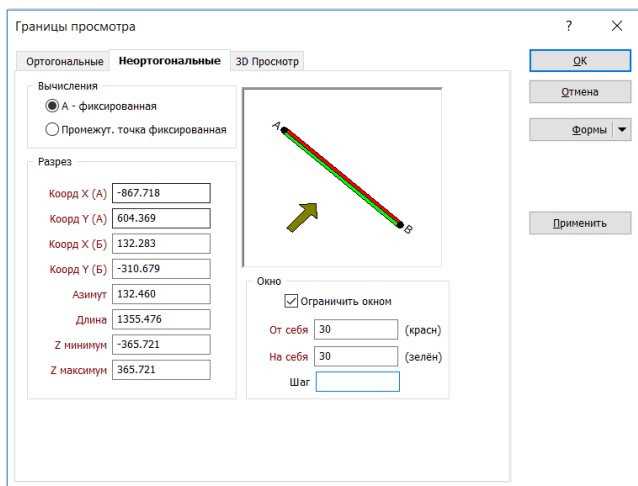 Границы просмотра
? ×
Ортогональные Неортогональные 3D Просмотр
Вычисления
А - фиксированная
Промежут. точка фиксированная
Разрез
Коорд X (А) -867.718
Коорд Y (А) 604.369
Коорд X (Б) 132.283
Коорд Y (Б) -310.679
Азимут 132.460
Длина 1355.476
Z минимум -365.721
Z максимум 365.721
A
B
Окно
Ограничить окном
От себя 30 (красн)
На себя 30 (зелён)
Шаг
OK
Отмена
Формы
Применить